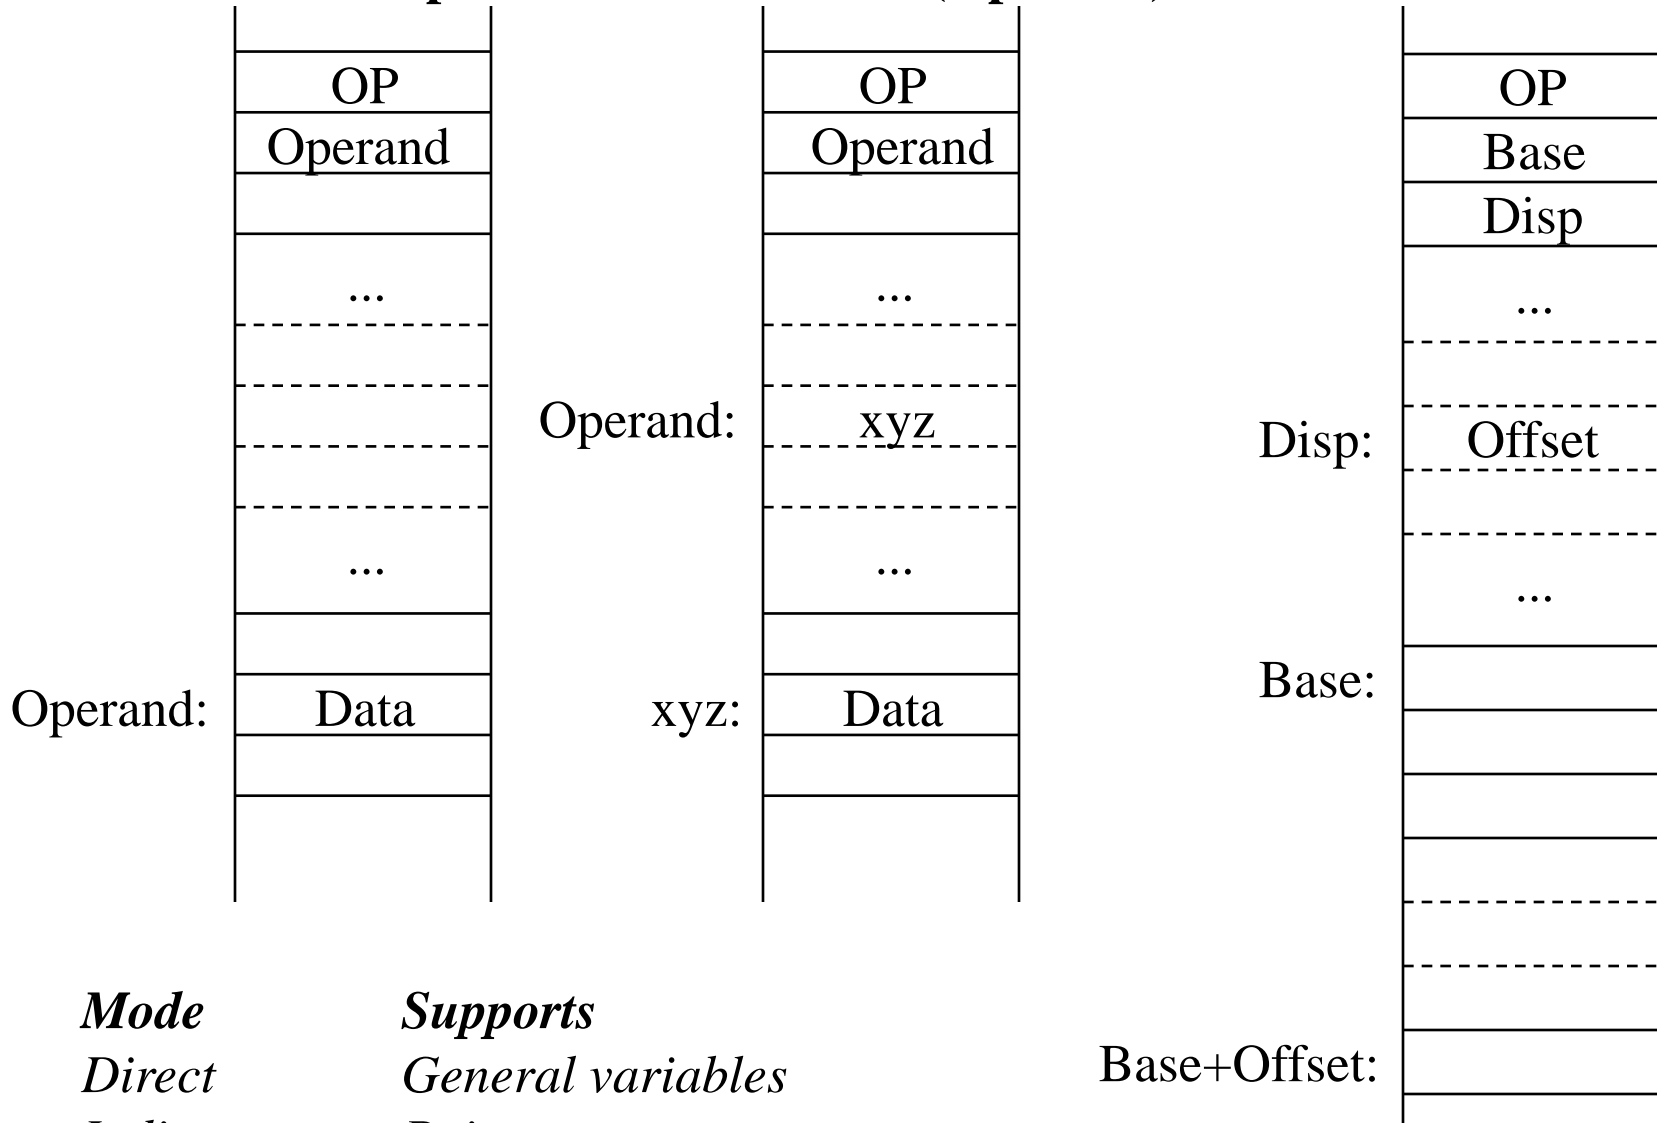 OP
Operand
...
...
Operand: Data
OP
Operand
...
Operand: xyz
...
xyz: Data
OP
Base
Disp
...
Disp: Offset
...
Base:
Base+Offset:
Mode Supports
Direct General variables